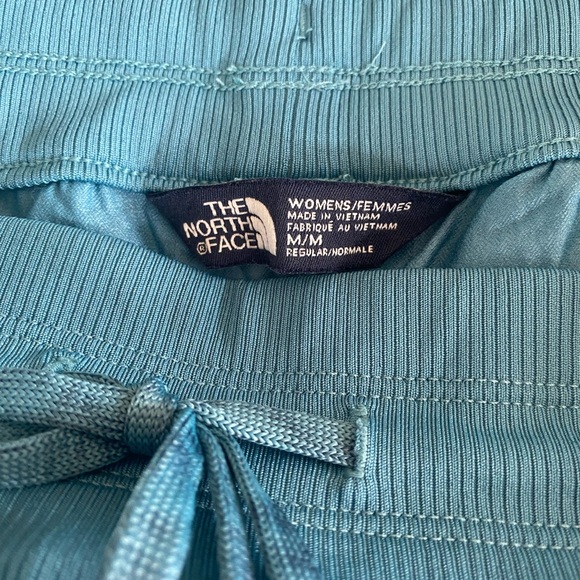 THE
NORTH
® FACE
WOMENS/FEMMES
MADE IN VIETNAM
FABRIQUÉ AU VIETNAM
M/M
REGULAR/NORMALE